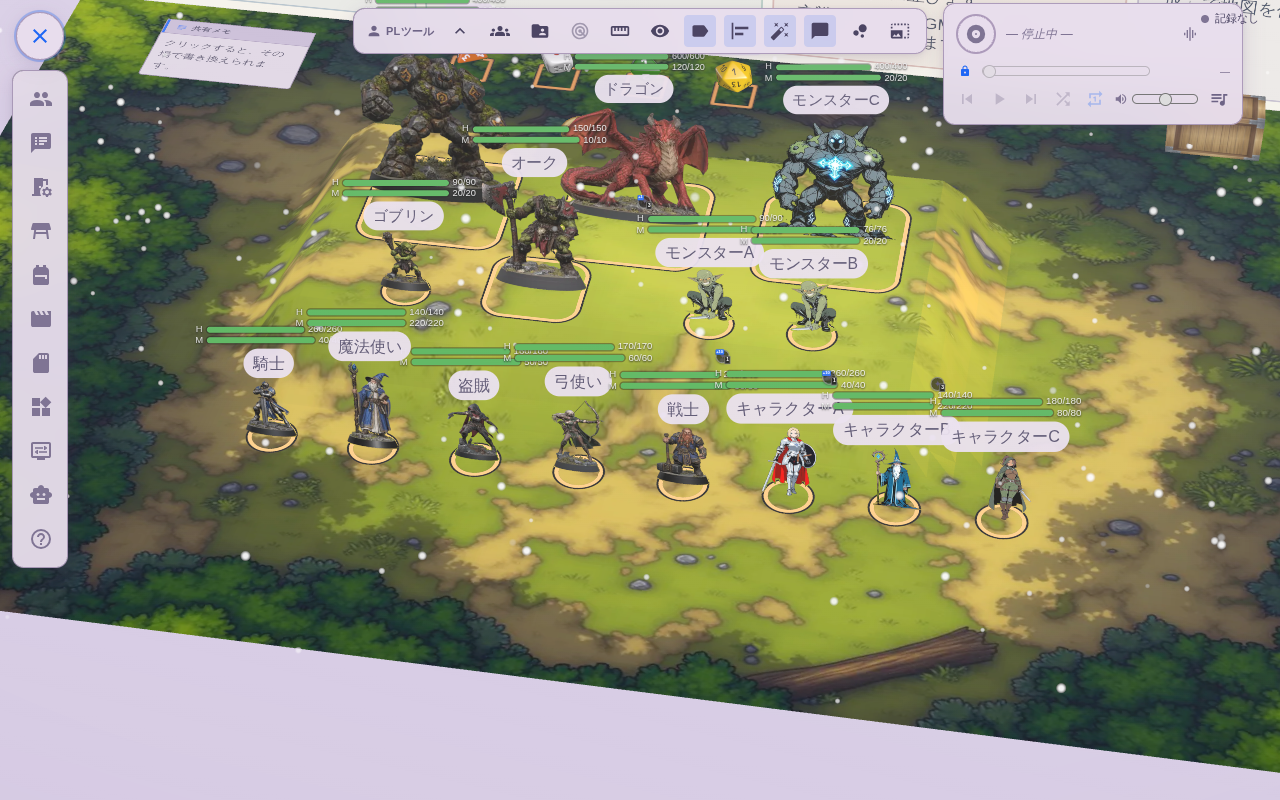 共有メモ
クリックすると、その
場で書き換えられま
す。
PLツール
記録なし
― 停止中 ―
H 600/600
M 120/120
ドラゴン
H 400/400
M 20/20
モンスターC
H 150/150
M 10/10
オーク
H 90/90
M 20/20
ゴブリン
H 90/90
M
モンスターA
H 76/76
M 20/20
モンスターB
H 260/260
M 40
騎士
H 140/140
M 220/220
魔法使い
M
盗賊
H 170/170
M 60/60
弓使い
H
M
戦士
H 260/260
M 40/40
キャラクターA
H 140/140
M 220/220
キャラクターB
H 180/180
M 80/80
キャラクターC